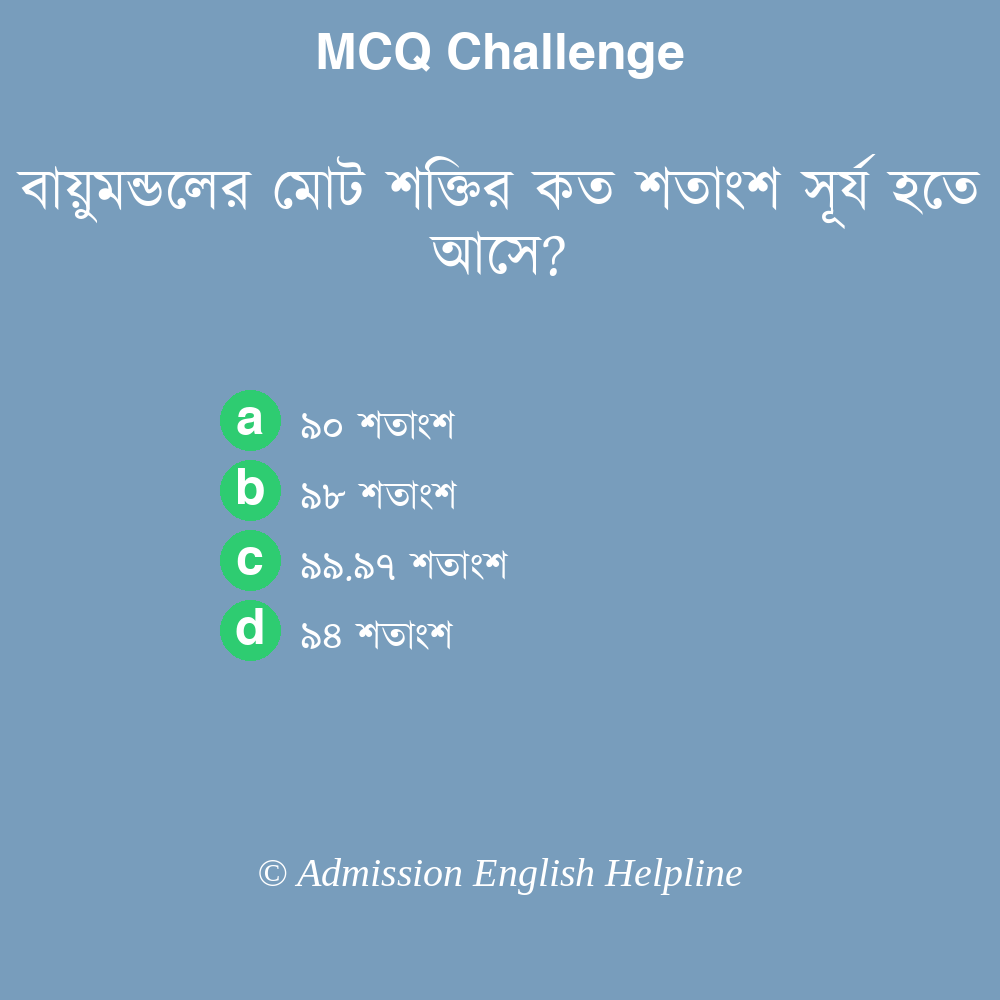 MCQ Challenge
বায়ুমন্ডলের মোট শক্তির কত শতাংশ সূর্য হতে
আসে?
a ৯০ শতাংশ
b ৯৮ শতাংশ
c ৯৯.৯৭ শতাংশ
d ৯৪ শতাংশ
© Admission English Helpline